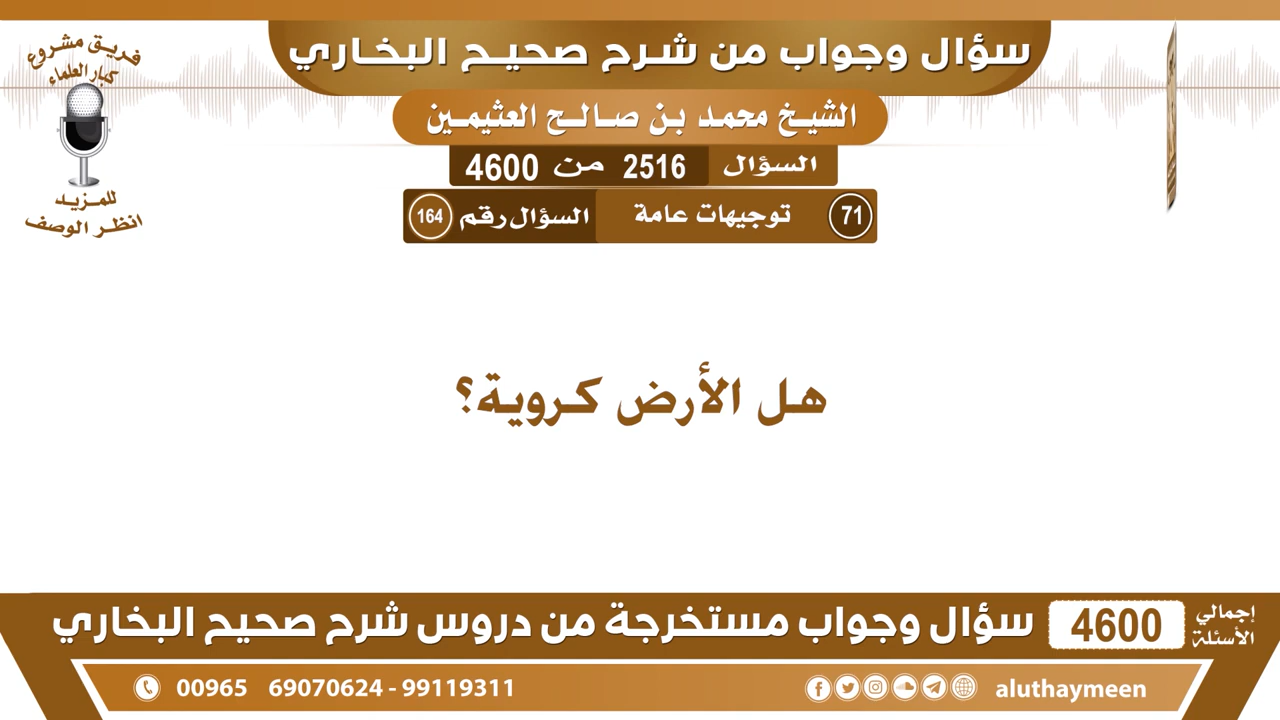 فريق مشروع
كبار العلماء
للمزيد
انظر الوصف
سؤال وجواب من شرح صحيح البخاري
الشيخ محمد بن صالح العثيمين
السؤال 2516 من 4600
71 توجيهات عامة السؤال رقم 164
هل الأرض كروية؟
إجمالي الأسئلة 4600 سؤال وجواب مستخرجة من دروس شرح صحيح البخاري
00965 69070624 - 99119311 aluthaymeen